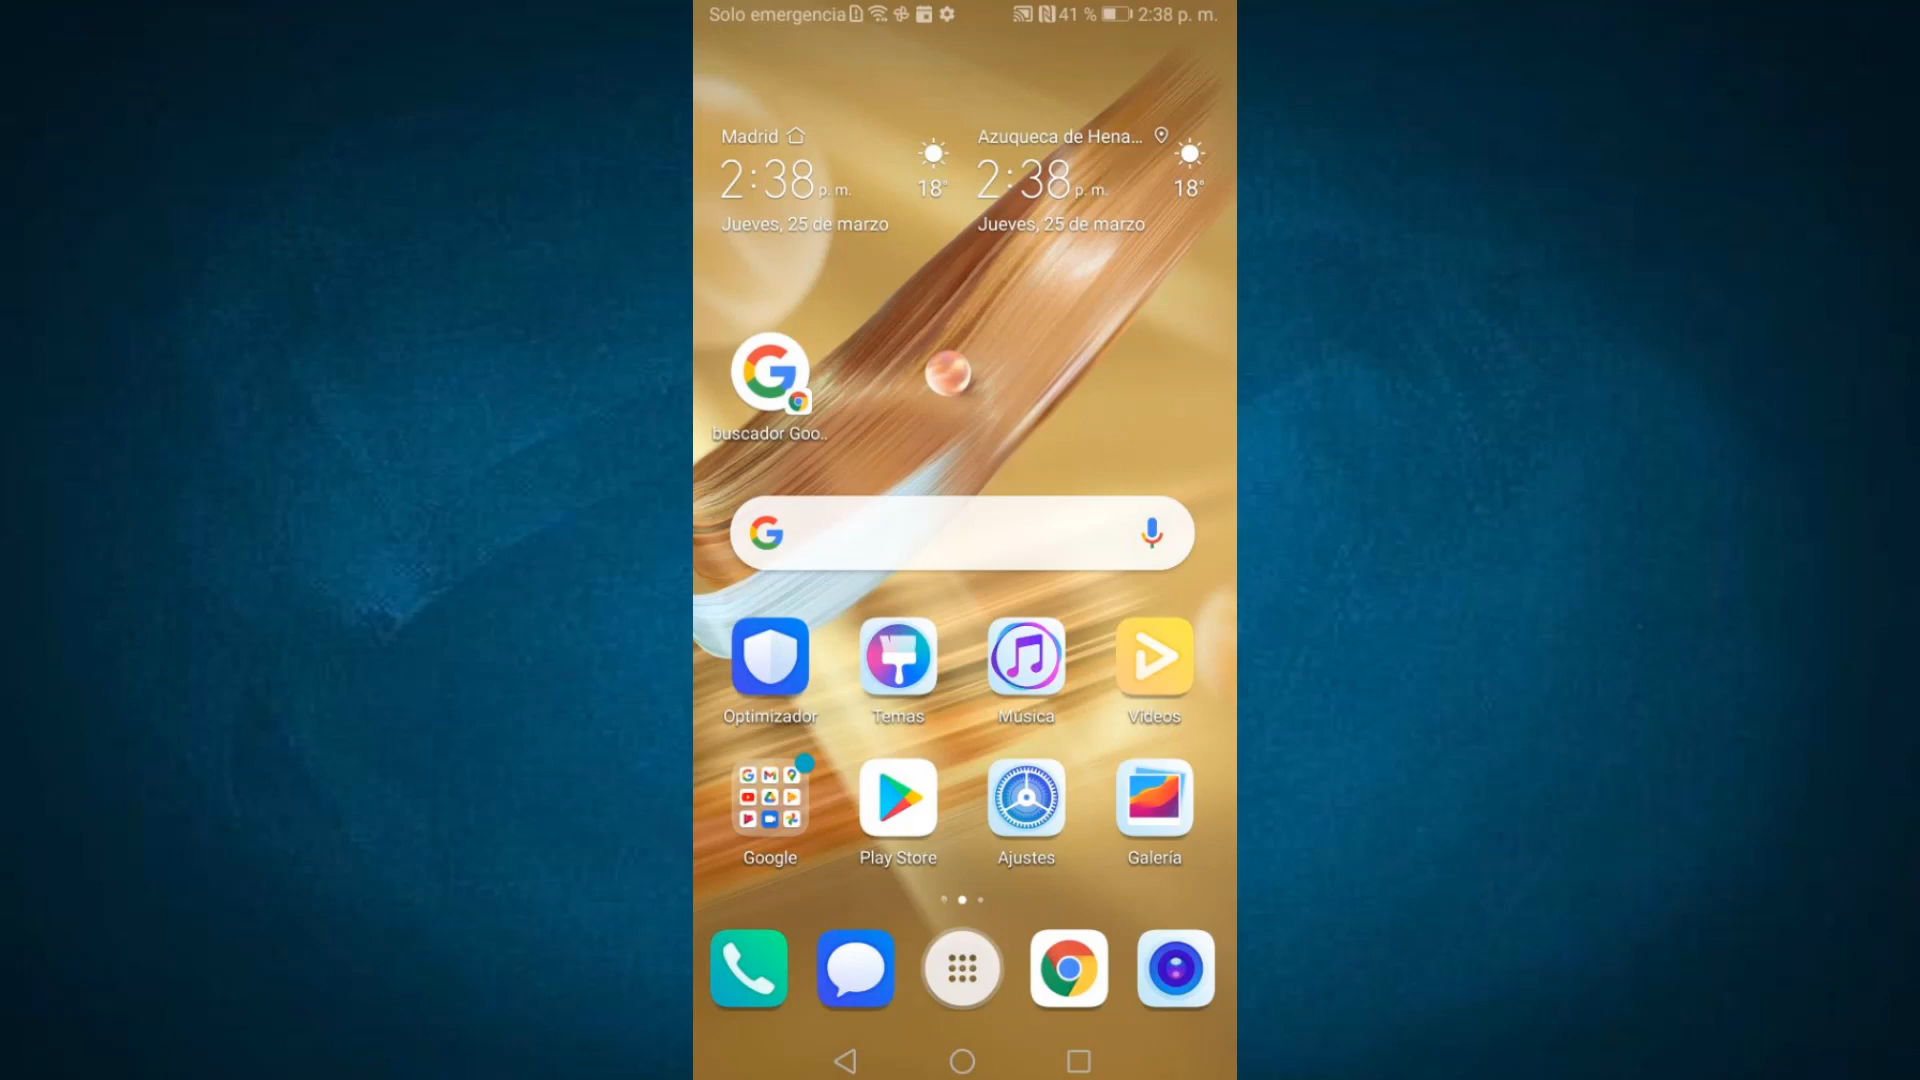 Solo emergencia 41 % 2:38 p. m.
Madrid
2:38 p. m.
18°
Jueves, 25 de marzo
Azuqueca de Hena...
2:38 p. m.
18°
Jueves, 25 de marzo
buscador Goo..
Optimizador Temas Música Vídeos
Google Play Store Ajustes Galería